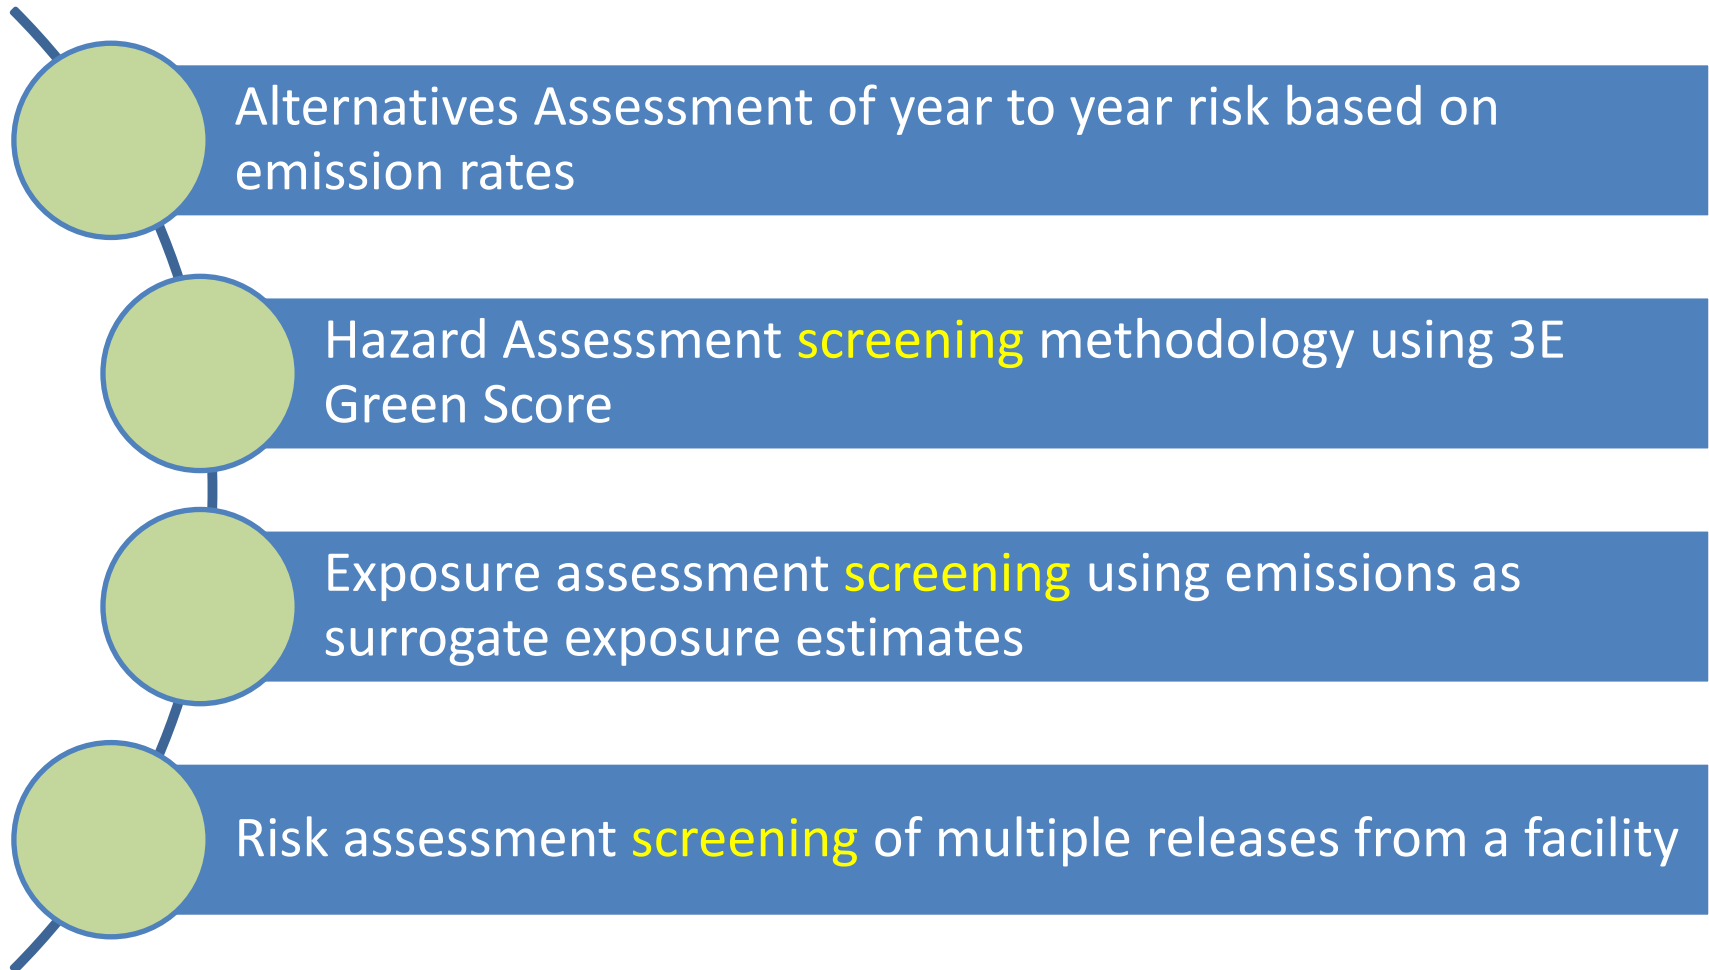 Alternatives Assessment of year to year risk based on
emission rates
Hazard Assessment screening methodology using 3E
Green Score
Exposure assessment screening using emissions as
surrogate exposure estimates
Risk assessment screening of multiple releases from a facility